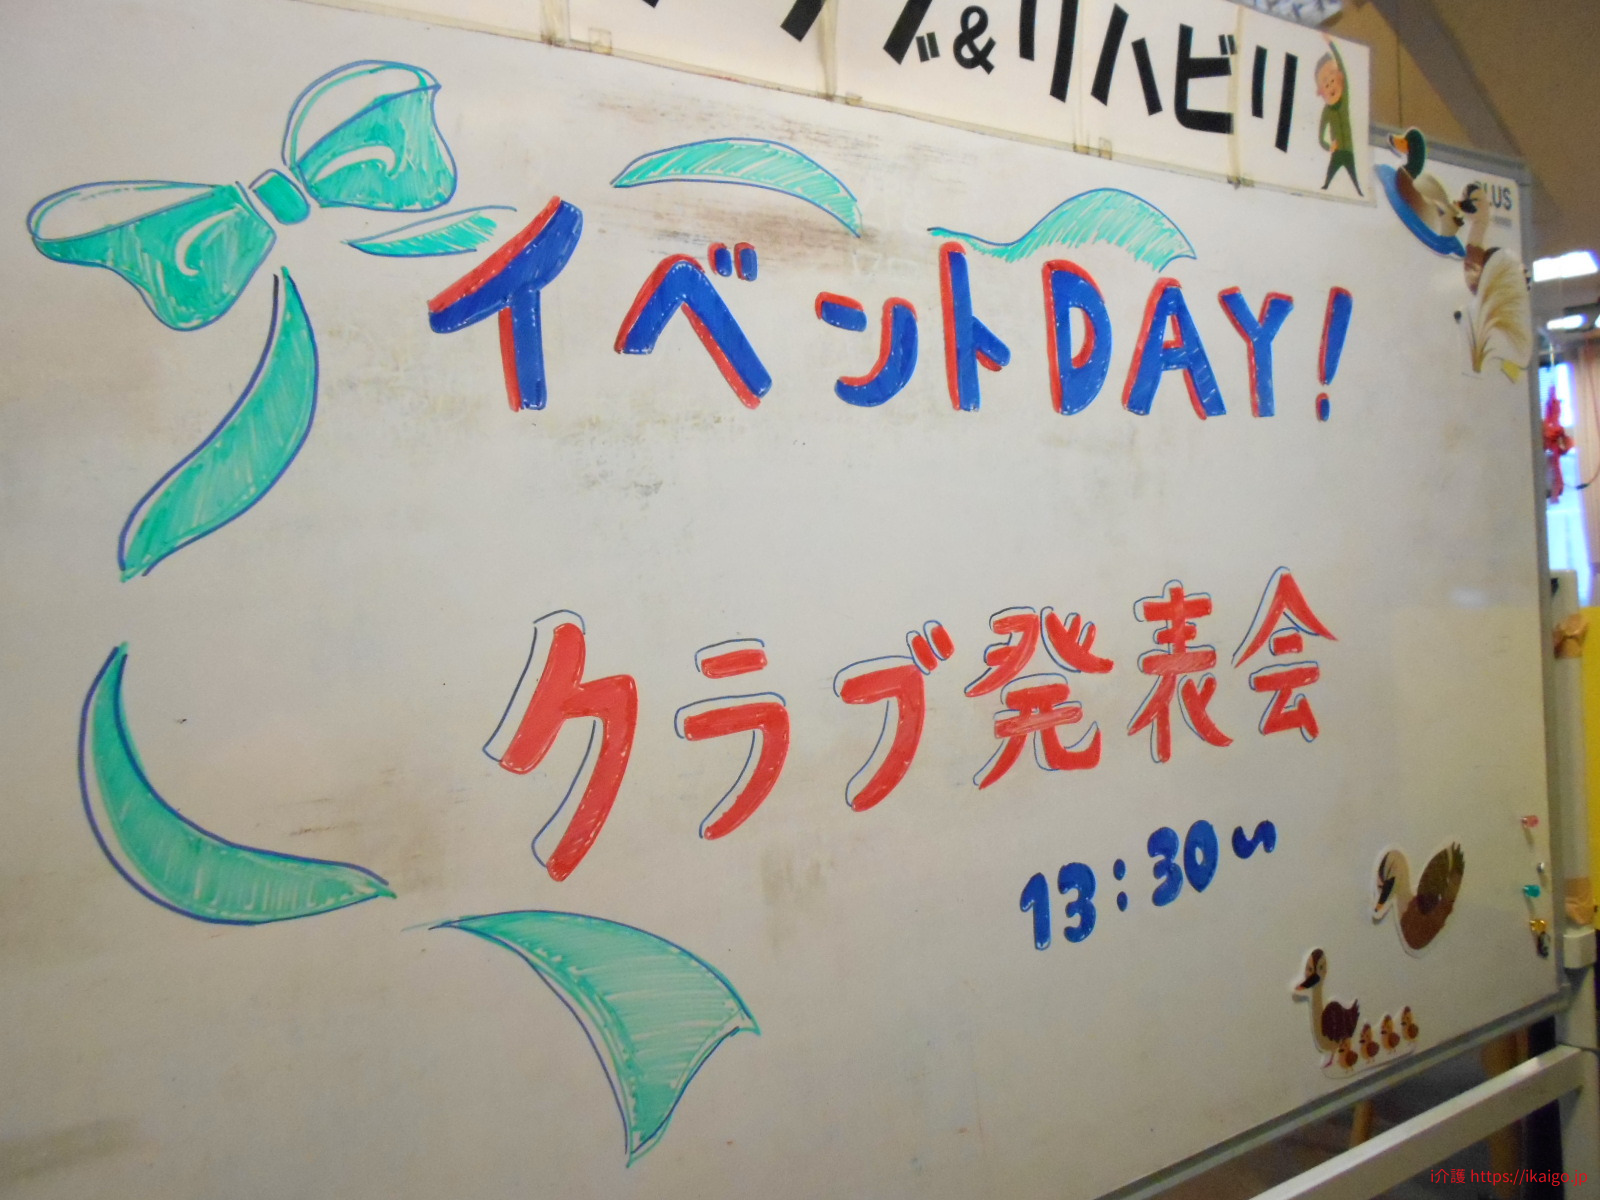 ブ&リハビリ
PLUS
イベントDAY!
クラブ発表会
13:30~
i介護 https://ikaigo.jp